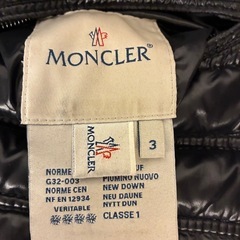 MONCLER
MONCLER
3
NORME
UF
G32-003
PIUMINO NUOVO
NORME CEN
NEW DOWN
NF EN 12934
NEU DAUNE
VERITABLE
NYTT DUN
CLASSE 1